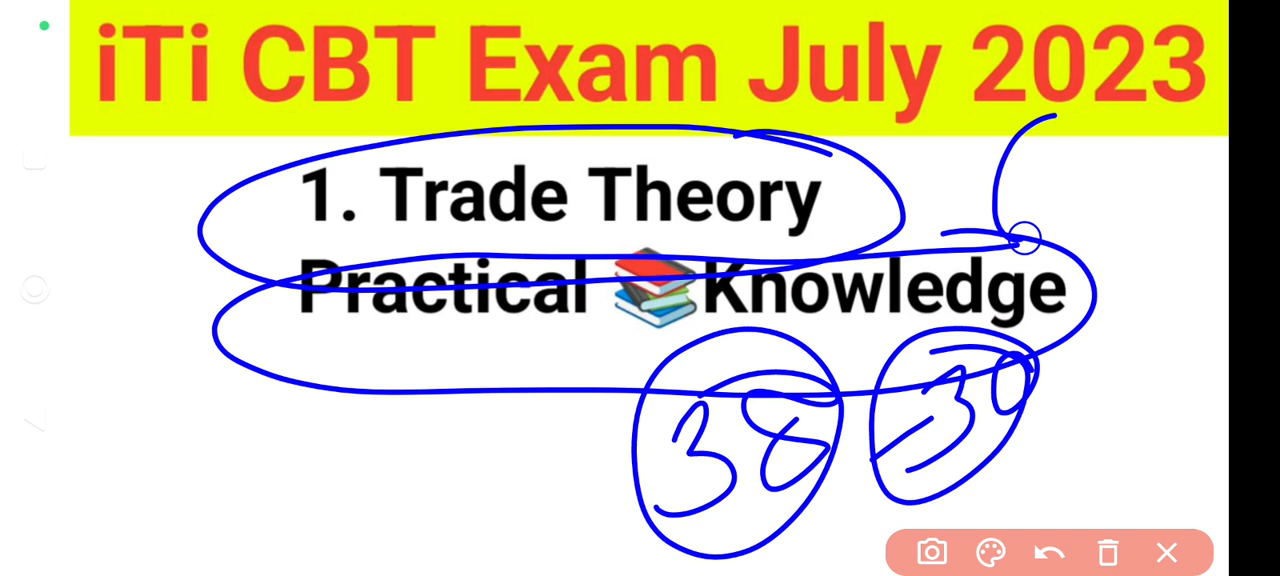 iTi CBT Exam July 2023
1. Trade Theory
Practical 📚Knowledge
38 30